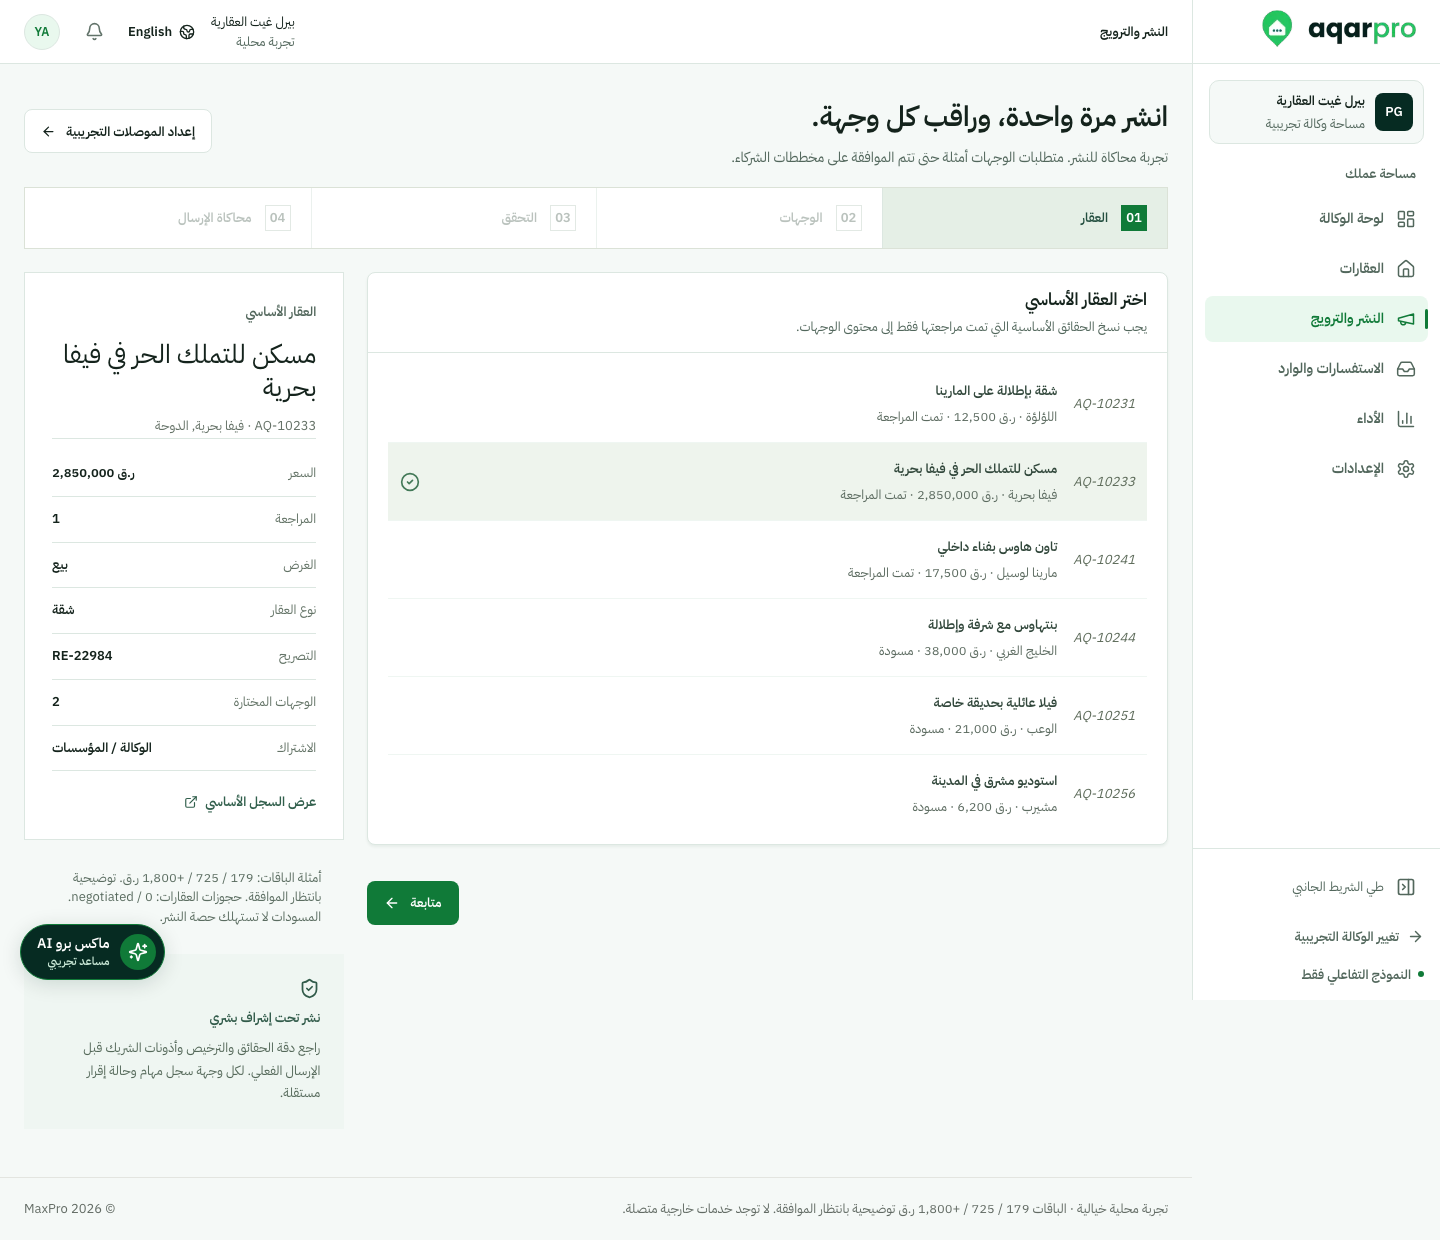 aqarpro
PG
بيرل غيت العقارية
مساحة وكالة تجريبية
مساحة عملك
لوحة الوكالة
العقارات
النشر والترويج
الاستفسارات والوارد
الأداء
الإعدادات
طي الشريط الجانبي
تغيير الوكالة التجريبية
النموذج التفاعلي فقط
النشر والترويج
بيرل غيت العقارية
تجربة محلية
English
YA
انشر مرة واحدة، وراقب كل وجهة.
تجربة محاكاة للنشر. متطلبات الوجهات أمثلة حتى تتم الموافقة على مخططات الشركاء.
إعداد الموصلات التجريبية
01 العقار
02 الوجهات
03 التحقق
04 محاكاة الإرسال
اختر العقار الأساسي
يجب نسخ الحقائق الأساسية التي تمت مراجعتها فقط إلى محتوى الوجهات.
AQ-10231
شقة بإطلالة على المارينا
اللؤلؤة · ر.ق 12,500 · تمت المراجعة
AQ-10233
مسكن للتملك الحر في فيفا بحرية
فيفا بحرية · ر.ق 2,850,000 · تمت المراجعة
AQ-10241
تاون هاوس بفناء داخلي
مارينا لوسيل · ر.ق 17,500 · تمت المراجعة
AQ-10244
بنتهاوس مع شرفة وإطلالة
الخليج الغربي · ر.ق 38,000 · مسودة
AQ-10251
فيلا عائلية بحديقة خاصة
الوعب · ر.ق 21,000 · مسودة
AQ-10256
استوديو مشرق في المدينة
مشيرب · ر.ق 6,200 · مسودة
متابعة
العقار الأساسي
مسكن للتملك الحر في فيفا
بحرية
AQ-10233 · فيفا بحرية, الدوحة
السعر ر.ق 2,850,000
المراجعة 1
الغرض بيع
نوع العقار شقة
التصريح RE-22984
الوجهات المختارة 2
الاشتراك الوكالة / المؤسسات
عرض السجل الأساسي
أمثلة الباقات: 179 / 725 / +1,800 ر.ق. توضيحية
بانتظار الموافقة. حجوزات العقارات: 0 / negotiated.
المسودات لا تستهلك حصة النشر.
ماكس برو AI
مساعد تجريبي
نشر تحت إشراف بشري
راجع دقة الحقائق والترخيص وأذونات الشريك قبل
الإرسال الفعلي. لكل وجهة سجل مهام وحالة إقرار
مستقلة.
تجربة محلية خيالية · الباقات 179 / 725 / +1,800 ر.ق توضيحية بانتظار الموافقة. لا توجد خدمات خارجية متصلة.
© 2026 MaxPro